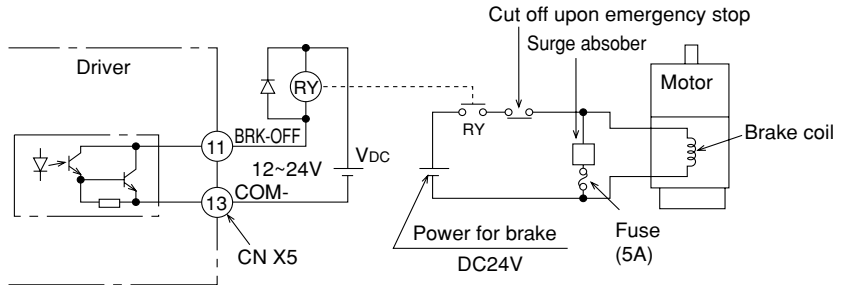 Cut off upon emergency stop
Surge absober
Driver
Motor
RY
RY
Brake coil
11
BRK-OFF
12~24V
VDC
COM-
13
Fuse
(5A)
Power for brake
DC24V
CN X5